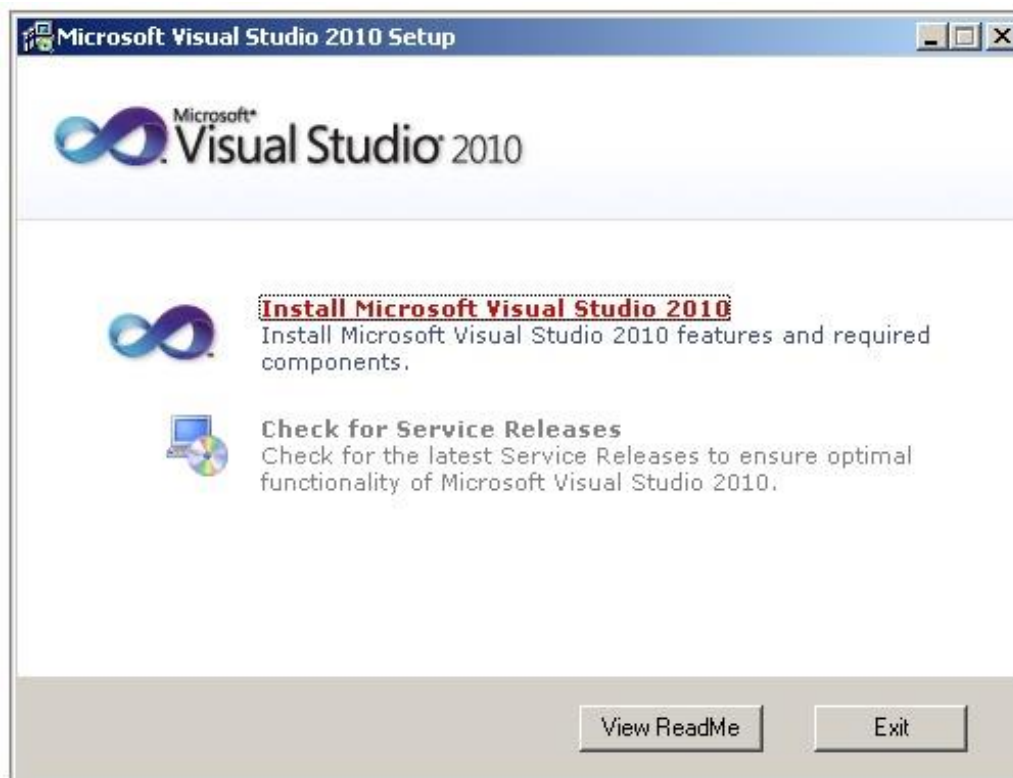 Microsoft Visual Studio 2010 Setup
Microsoft®
Visual Studio® 2010
Install Microsoft Visual Studio 2010
Install Microsoft Visual Studio 2010 features and required
components.
Check for Service Releases
Check for the latest Service Releases to ensure optimal
functionality of Microsoft Visual Studio 2010.
View ReadMe
Exit